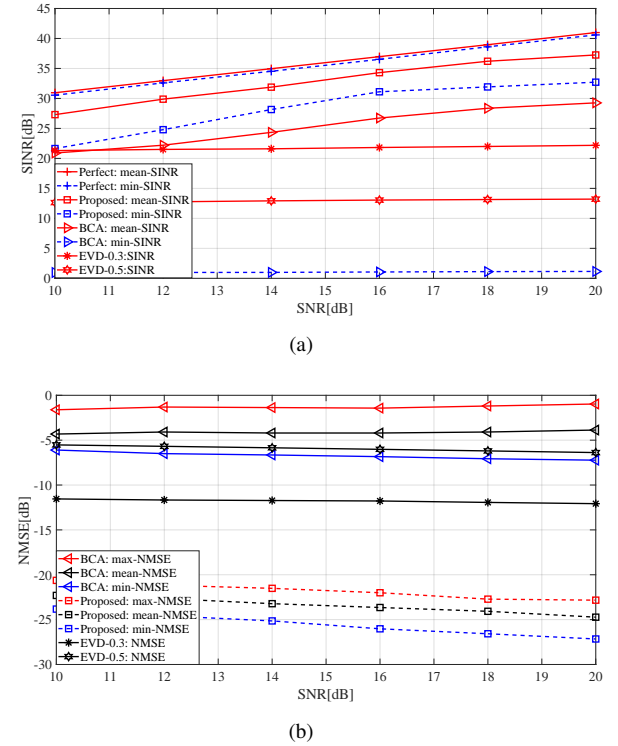 45
40
35
30
25
20
15
10
5
0
SINR[dB]
Perfect: mean-SINR
Perfect: min-SINR
Proposed: mean-SINR
Proposed: min-SINR
BCA: mean-SINR
BCA: min-SINR
EVD-0.3:SINR
EVD-0.5:SINR
10 11 12 13 14 15 16 17 18 19 20
SNR[dB]
(a)
0
-5
-10
-15
-20
-25
-30
NMSE[dB]
BCA: max-NMSE
BCA: mean-NMSE
BCA: min-NMSE
Proposed: max-NMSE
Proposed: mean-NMSE
Proposed: min-NMSE
EVD-0.3: NMSE
EVD-0.5: NMSE
10 11 12 13 14 15 16 17 18 19 20
SNR[dB]
(b)